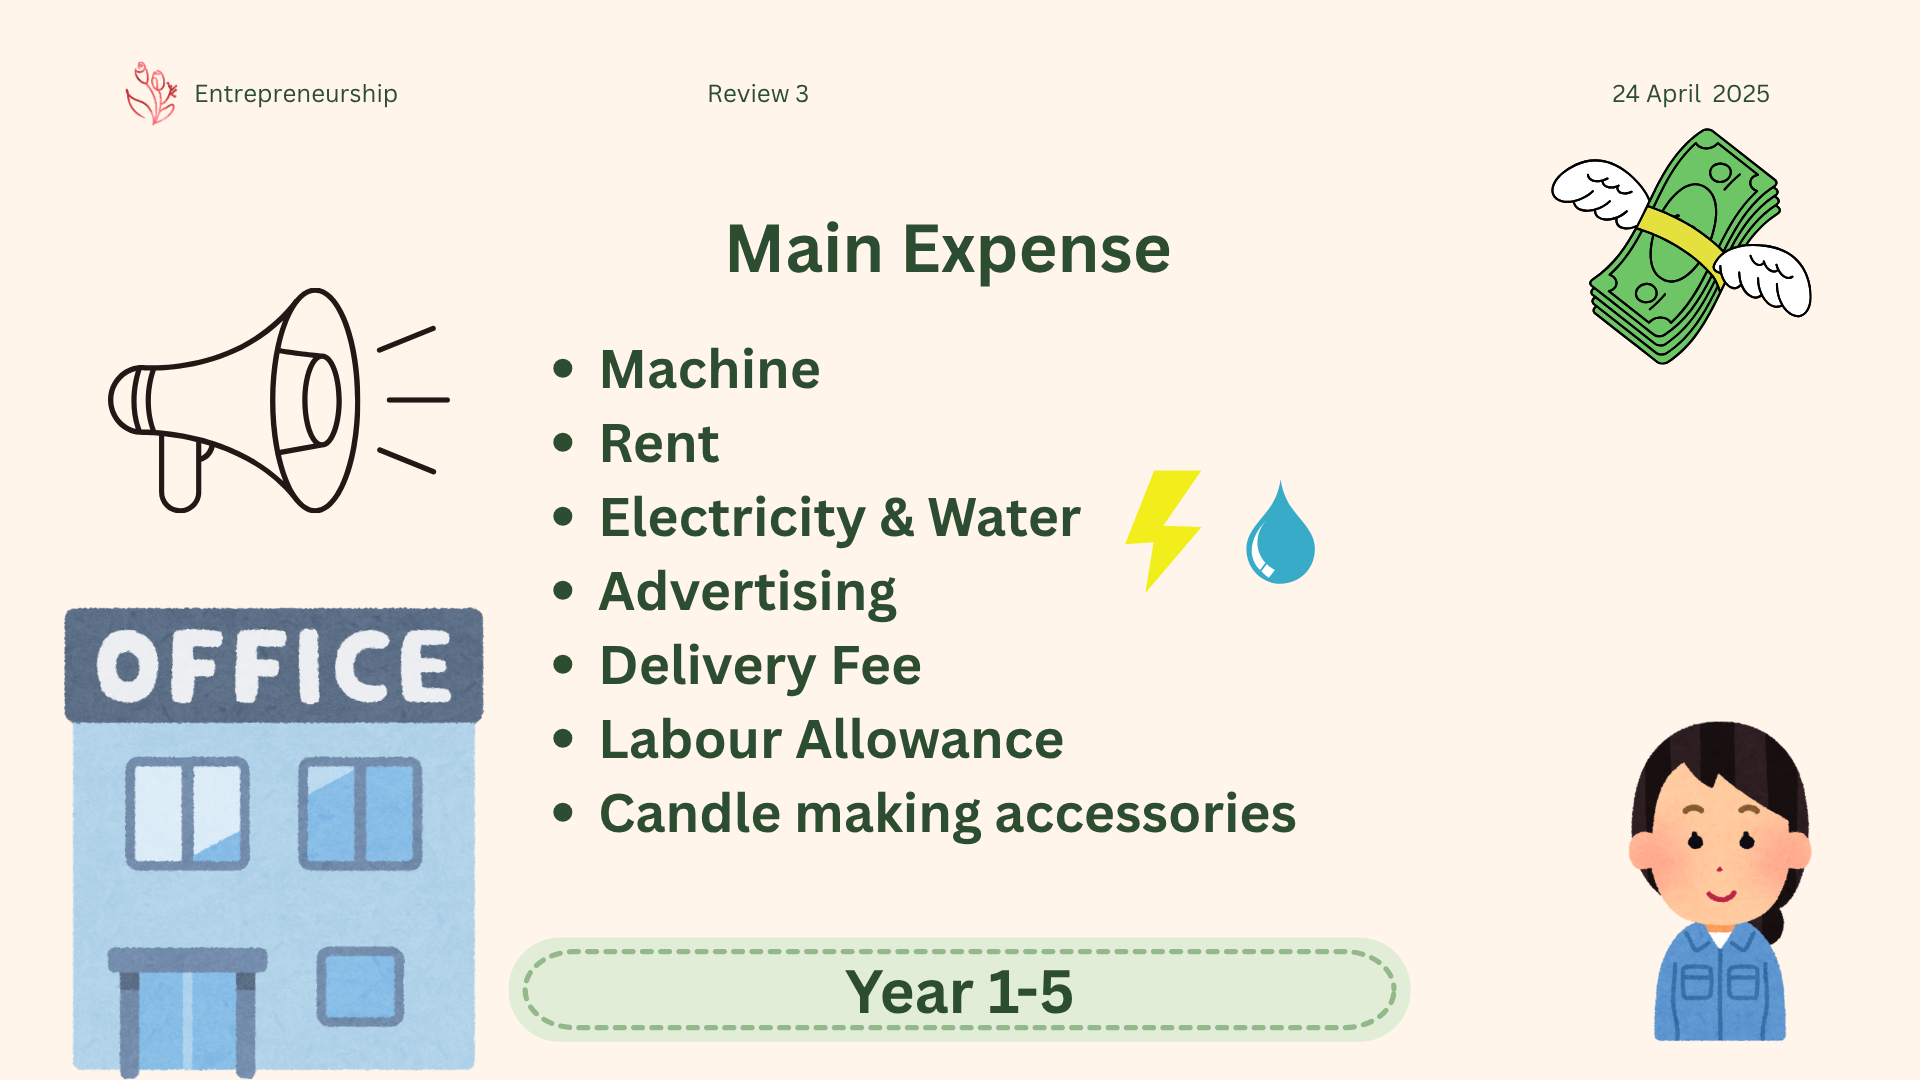 Entrepreneurship
Review 3
24 April 2025
Main Expense
• Machine
• Rent
• Electricity & Water
• Advertising
• Delivery Fee
• Labour Allowance
• Candle making accessories
OFFICE
Year 1-5